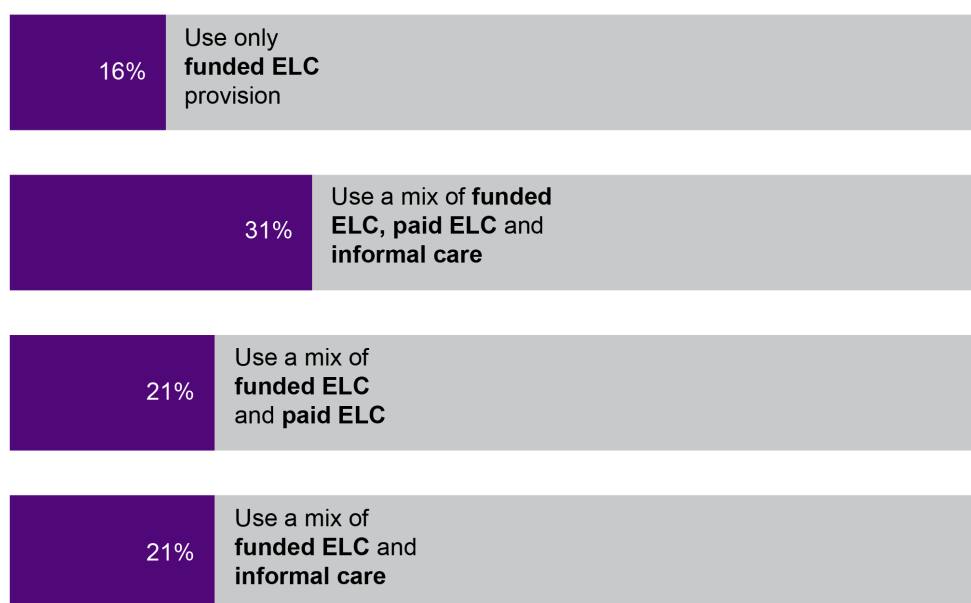 16%
Use only
funded ELC
provision
31%
Use a mix of funded
ELC, paid ELC and
informal care
21%
Use a mix of
funded ELC
and paid ELC
21%
Use a mix of
funded ELC and
informal care